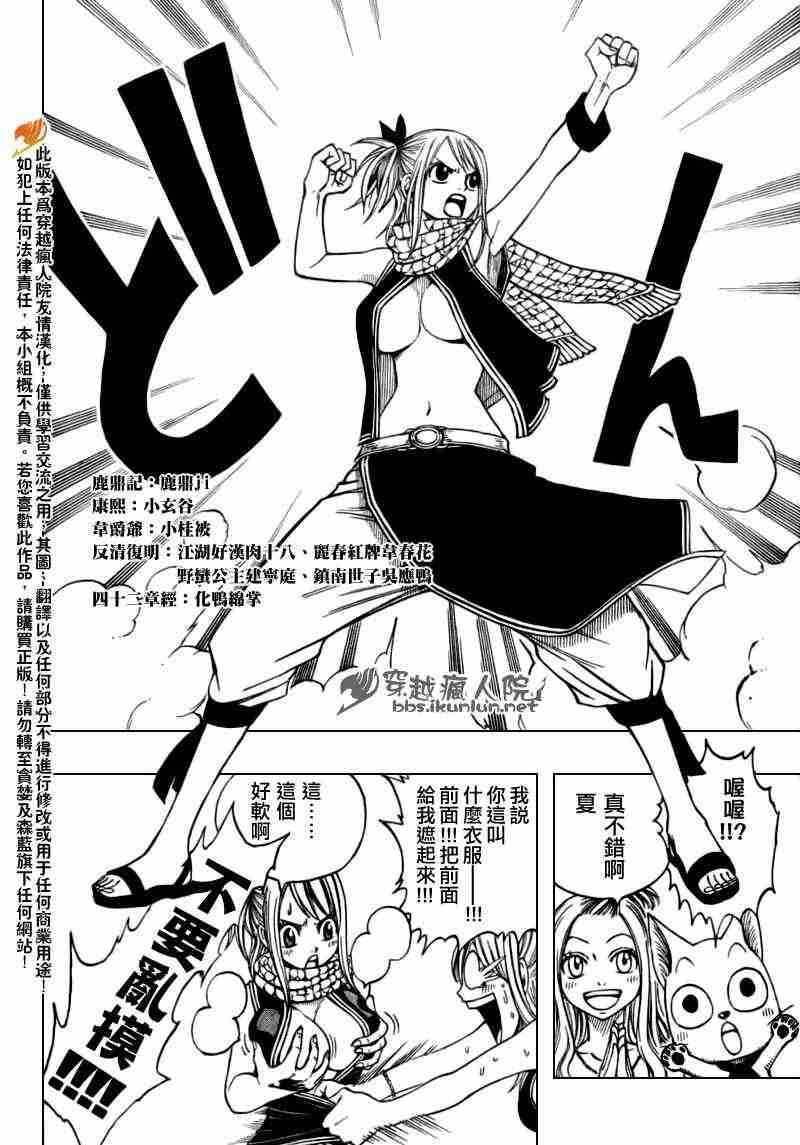 ど
ーん
此版本爲穿越瘋人院友情漢化；僅供學習交流之用；其圖；翻譯以及任何部分不得進行修改或用于任何商業用途！
如犯上任何法律責任，本小組概不負責。若您喜歡此作品，請購買正版！請勿轉至貪婪及森藍旗下任何網站！
鹿鼎記：鹿鼎ji
康熙：小玄谷
韋爵爺：小桂被
反清復明：江湖好漢肉十八、麗春紅牌韋春花
野蠻公主建寧庭、鎮南世子吳應鴨
四十二章經：化鴨綿掌
穿越瘋人院
bbs.ikunlun.net
喔喔!!?
真不錯啊
夏
我説
你這叫
什麼衣服——!!!
前面!!!把前面
給我遮起來!!!
這……
這個
好軟啊
不要亂摸!!!!